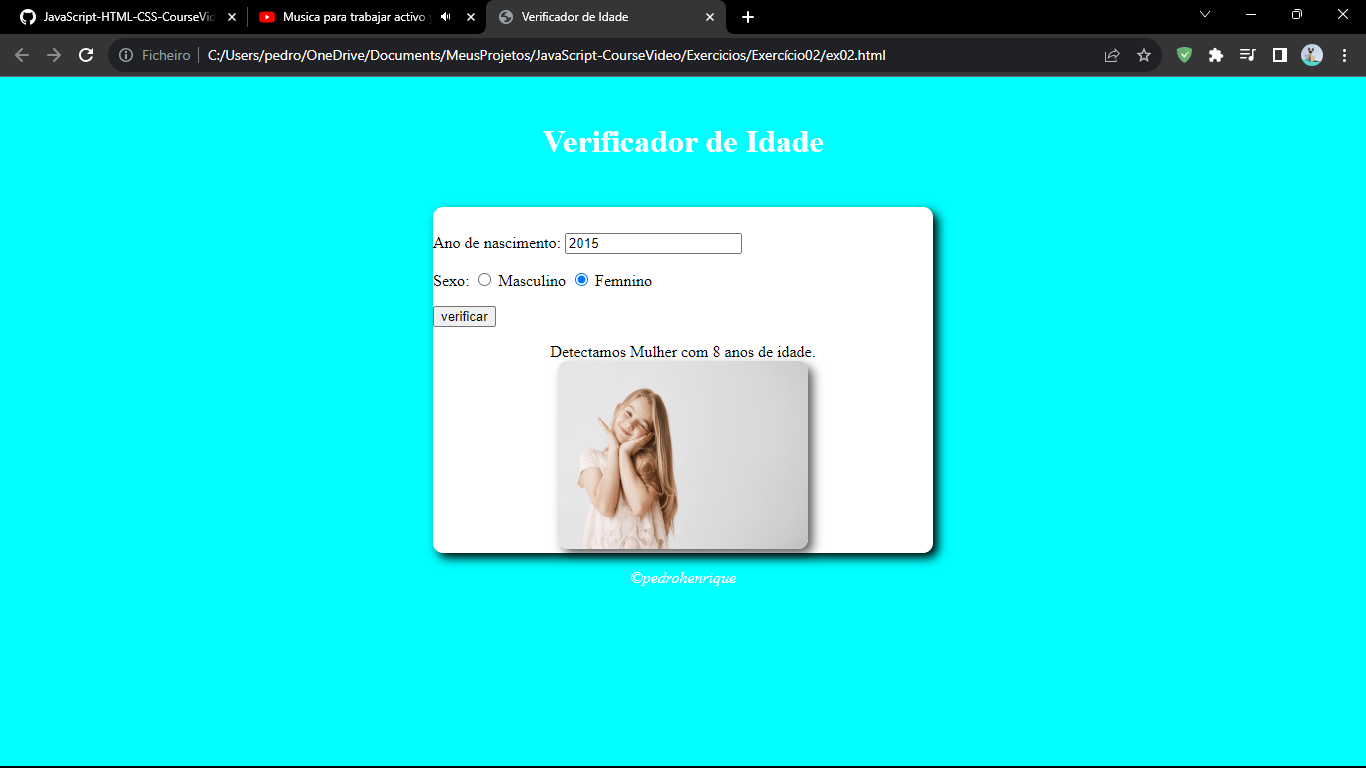 JavaScript-HTML-CSS-CourseVid
Musica para trabajar activo y
Verificador de Idade
Ficheiro
C:/Users/pedro/OneDrive/Documents/MeusProjetos/JavaScript-CourseVideo/Exercicios/Exercício02/ex02.html
Verificador de Idade
Ano de nascimento: 2015
Sexo: Masculino Femnino
verificar
Detectamos Mulher com 8 anos de idade.
©pedrohenrique